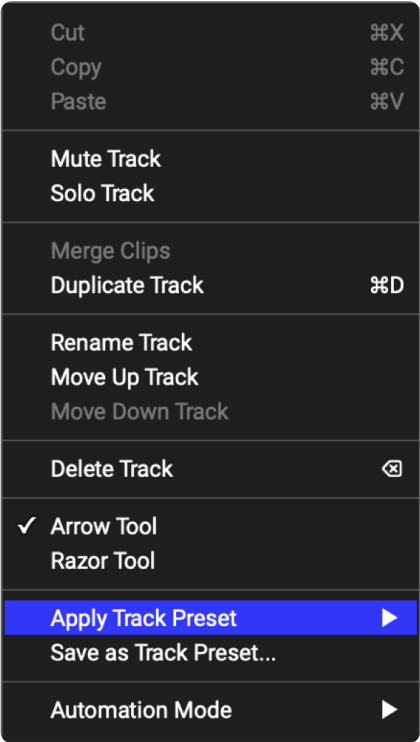 Cut ⌘X
Copy ⌘C
Paste ⌘V
Mute Track
Solo Track
Merge Clips
Duplicate Track ⌘D
Rename Track
Move Up Track
Move Down Track
Delete Track ⌫
✓ Arrow Tool
Razor Tool
Apply Track Preset ▶
Save as Track Preset...
Automation Mode ▶